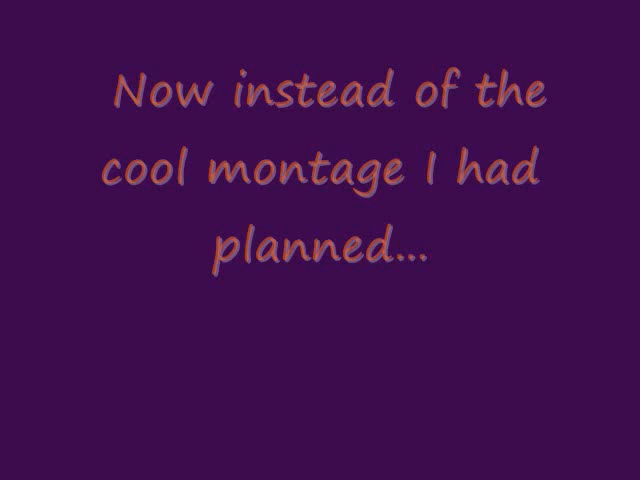 Now instead of the
cool montage I had
planned...